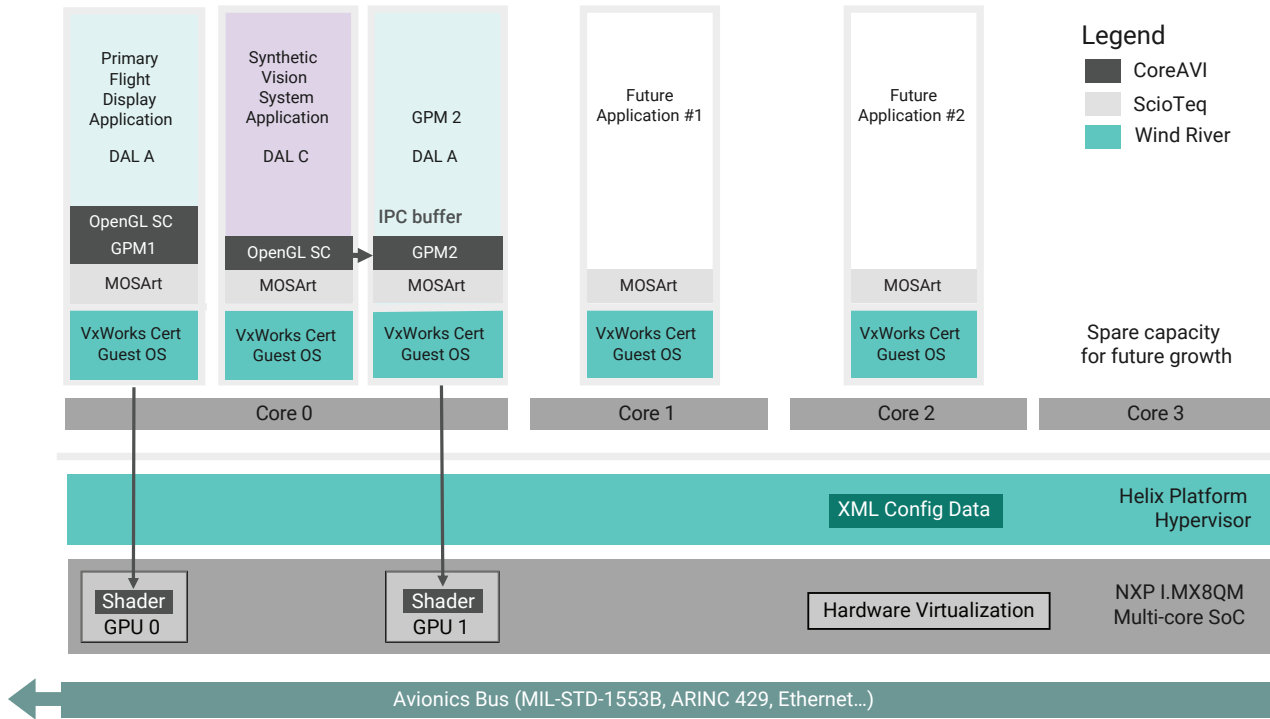 Primary
Flight
Display
Application
DAL A
OpenGL SC
GPM1
MOSArt
VxWorks Cert
Guest OS
Synthetic
Vision
System
Application
DAL C
OpenGL SC
MOSArt
VxWorks Cert
Guest OS
GPM 2
DAL A
IPC buffer
GPM2
MOSArt
VxWorks Cert
Guest OS
Future
Application #1
MOSArt
VxWorks Cert
Guest OS
Future
Application #2
MOSArt
VxWorks Cert
Guest OS
Legend
CoreAVI
ScioTeq
Wind River
Spare capacity
for future growth
Core 0
Core 1
Core 2
Core 3
XML Config Data
Helix Platform
Hypervisor
Shader
GPU 0
Shader
GPU 1
Hardware Virtualization
NXP I.MX8QM
Multi-core SoC
Avionics Bus (MIL-STD-1553B, ARINC 429, Ethernet…)